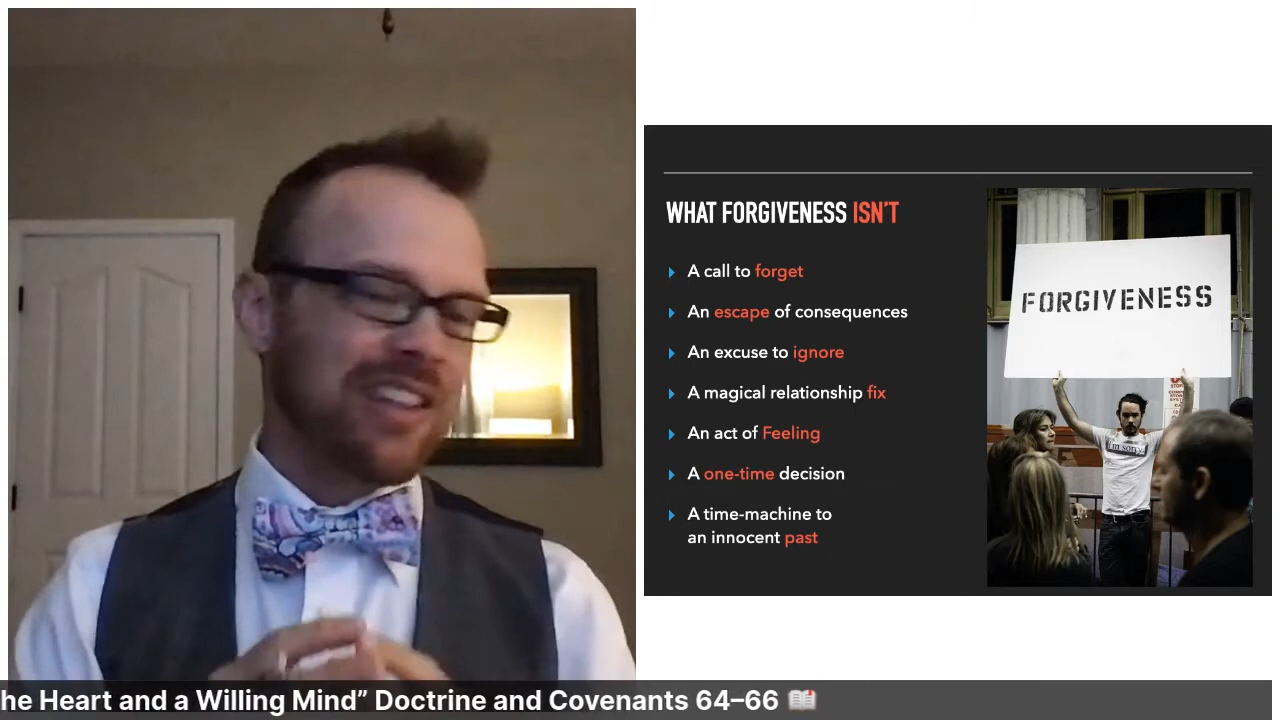 WHAT FORGIVENESS ISN'T
A call to forget
An escape of consequences
An excuse to ignore
A magical relationship fix
An act of Feeling
A one-time decision
A time-machine to
an innocent past
FORGIVENESS
he Heart and a Willing Mind” Doctrine and Covenants 64–66